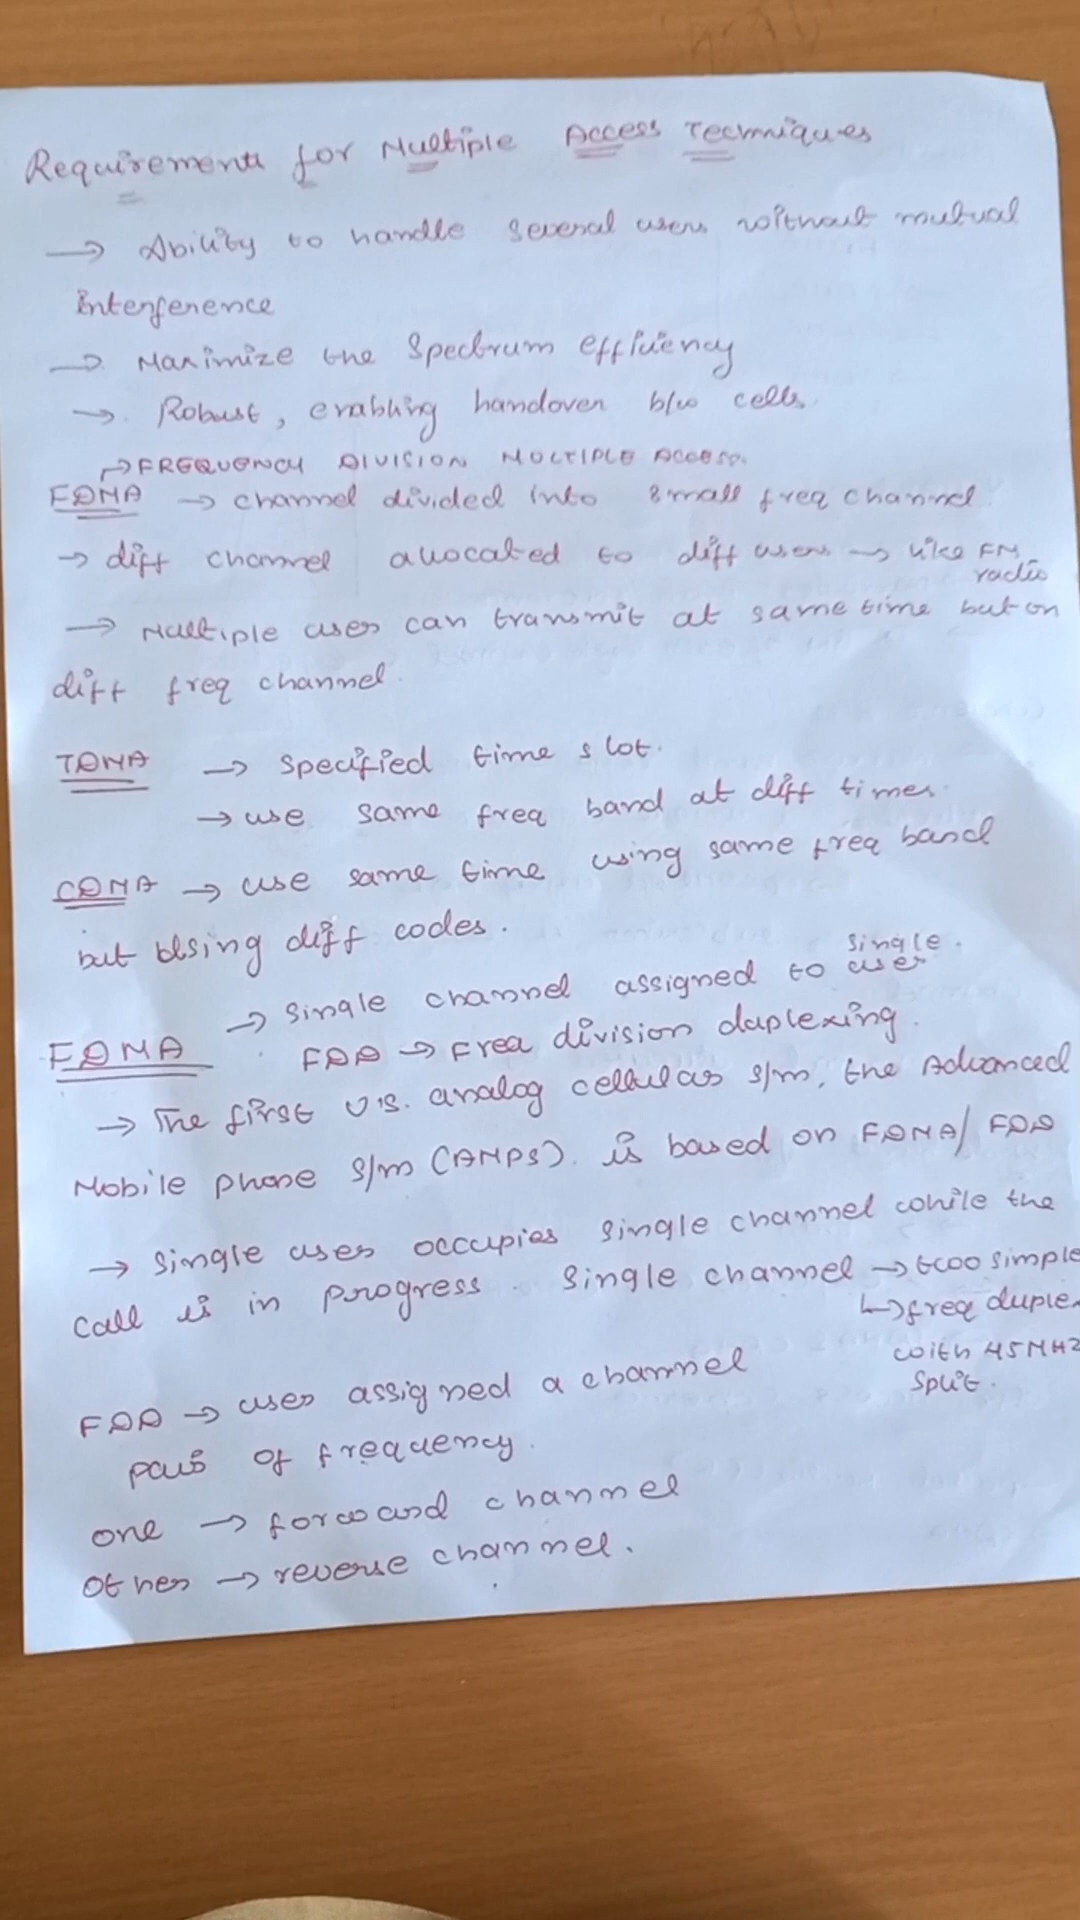 Requirements for Multiple Access Techniques
→ Ability to handle several users without mutual
interference
→ Maximize the Spectrum efficiency
→ Robust, enabling handover b/w cells.
→ FREQUENCY DIVISION MULTIPLE ACCESS.
FDMA → channel divided into small freq channel
→ diff channel allocated to diff users → like FM
radio
→ Multiple user can transmit at same time but on
diff freq channel.
TDMA → specified time slot.
→ use same freq band at diff times.
CDMA → use same time using same freq band
but using diff codes.
single.
→ single channel assigned to user
FDMA
FDD → Freq division duplexing.
→ The first U.S. analog cellular s/m, the Advanced
Mobile phone s/m (AMPS). is based on FDMA/ FDD
→ single user occupies single channel while the
call is in progress. Single channel → two simple
↳ freq duplex
with 45MHz
split.
FDD → user assigned a channel
pair of frequency.
one → forward channel
other → reverse channel.